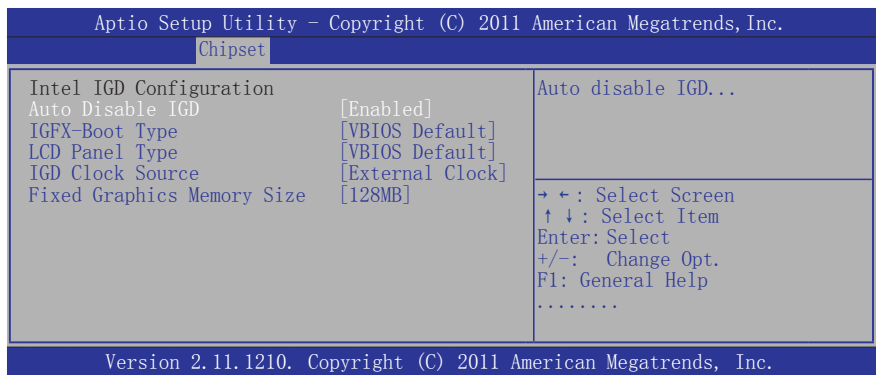 Aptio Setup Utility - Copyright (C) 2011 American Megatrends,Inc.
Chipset
Intel IGD Configuration
Auto Disable IGD [Enabled]
IGFX-Boot Type [VBIOS Default]
LCD Panel Type [VBIOS Default]
IGD Clock Source [External Clock]
Fixed Graphics Memory Size [128MB]
Auto disable IGD...
→ ←: Select Screen
↑ ↓: Select Item
Enter: Select
+/-: Change Opt.
F1: General Help
........
Version 2.11.1210. Copyright (C) 2011 American Megatrends, Inc.